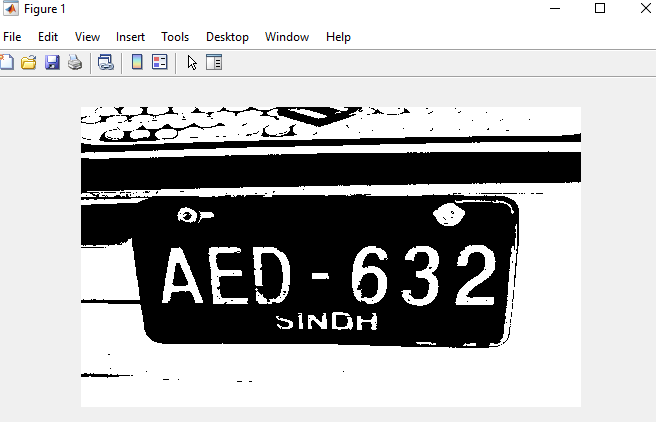 Figure 1
File Edit View Insert Tools Desktop Window Help
AED-632
SINDH